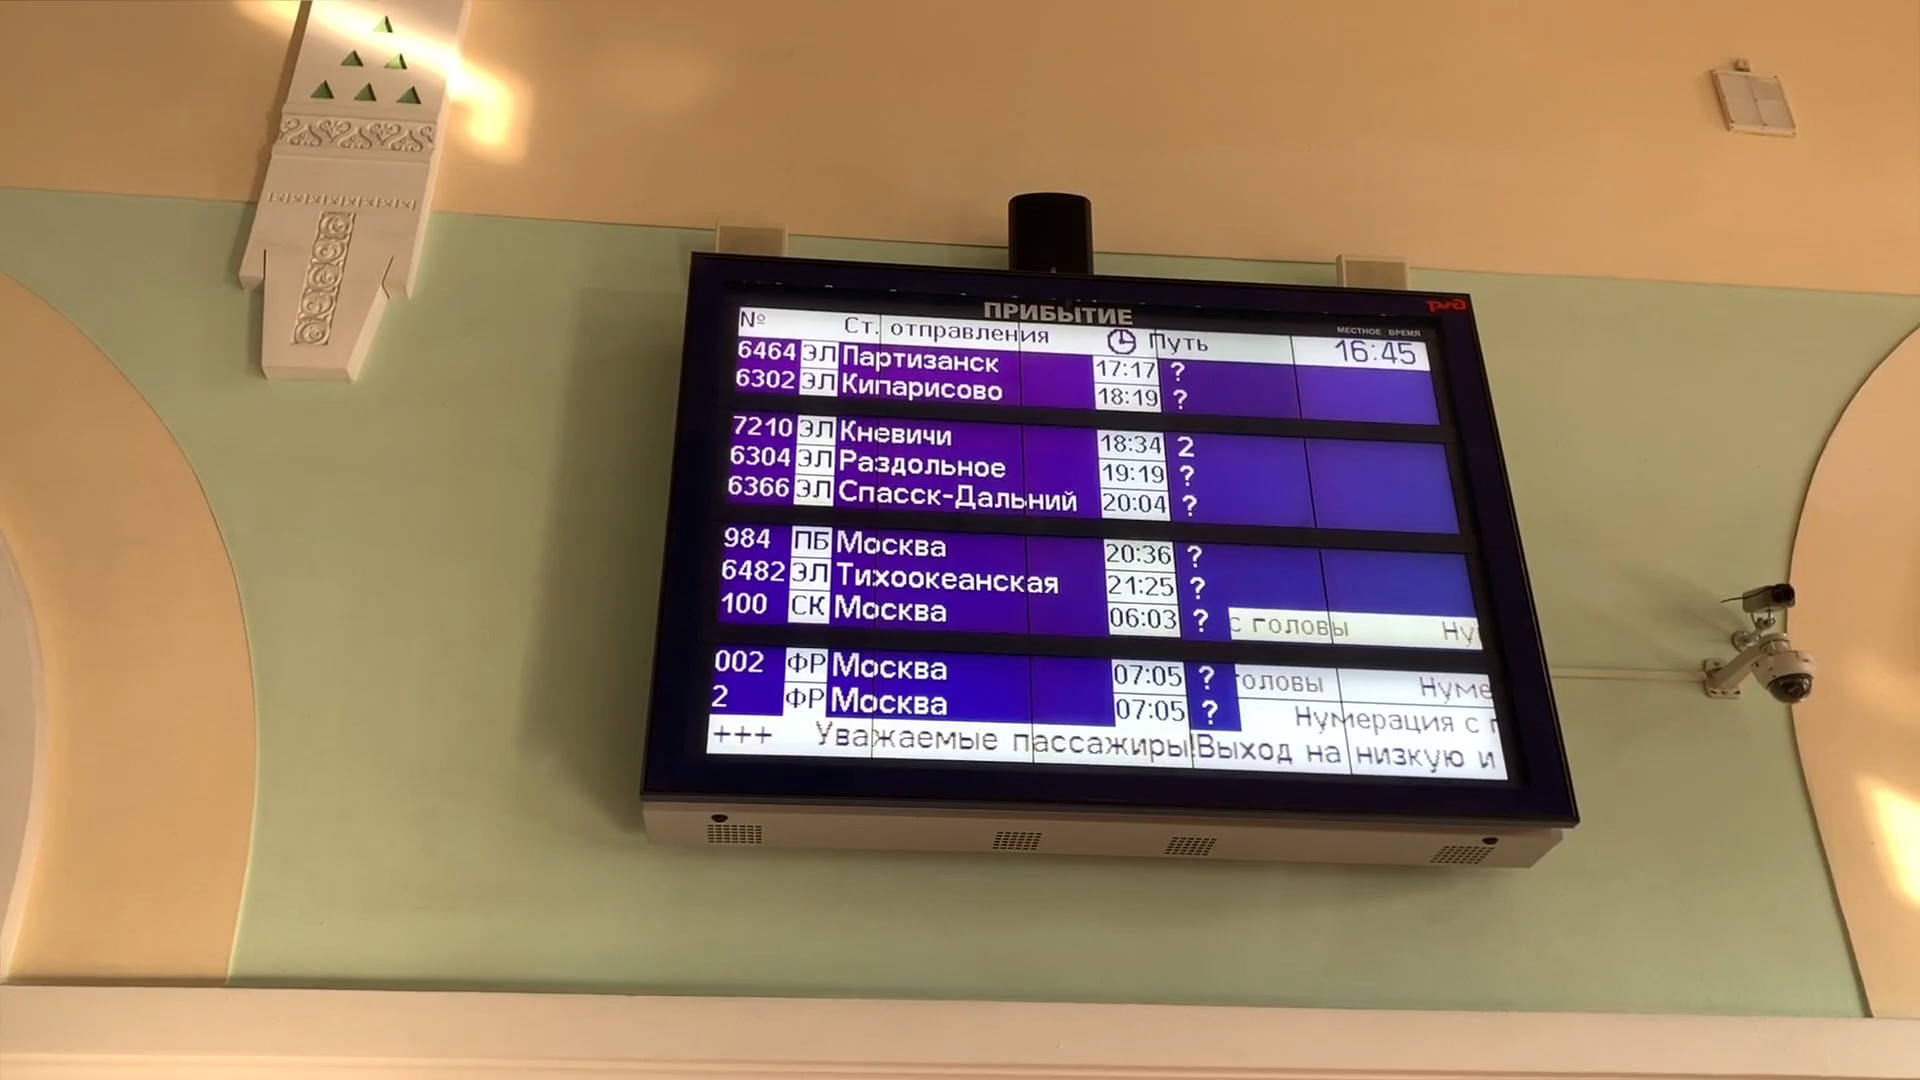 ПРИБЫТИЕ
ржд
МЕСТНОЕ ВРЕМЯ
№ Ст. отправления Путь 16:45
6464 ЭЛ Партизанск 17:17 ?
6302 ЭЛ Кипарисово 18:19 ?
7210 ЭЛ Кневичи 18:34 2
6304 ЭЛ Раздольное 19:19 ?
6366 ЭЛ Спасск-Дальний 20:04 ?
984 ПБ Москва 20:36 ?
6482 ЭЛ Тихоокеанская 21:25 ?
100 СК Москва 06:03 ? с головы Ну
002 ФР Москва 07:05 ? головы Нуме
2 ФР Москва 07:05 ? Нумерация с г
+++ Уважаемые пассажиры!Выход на низкую и